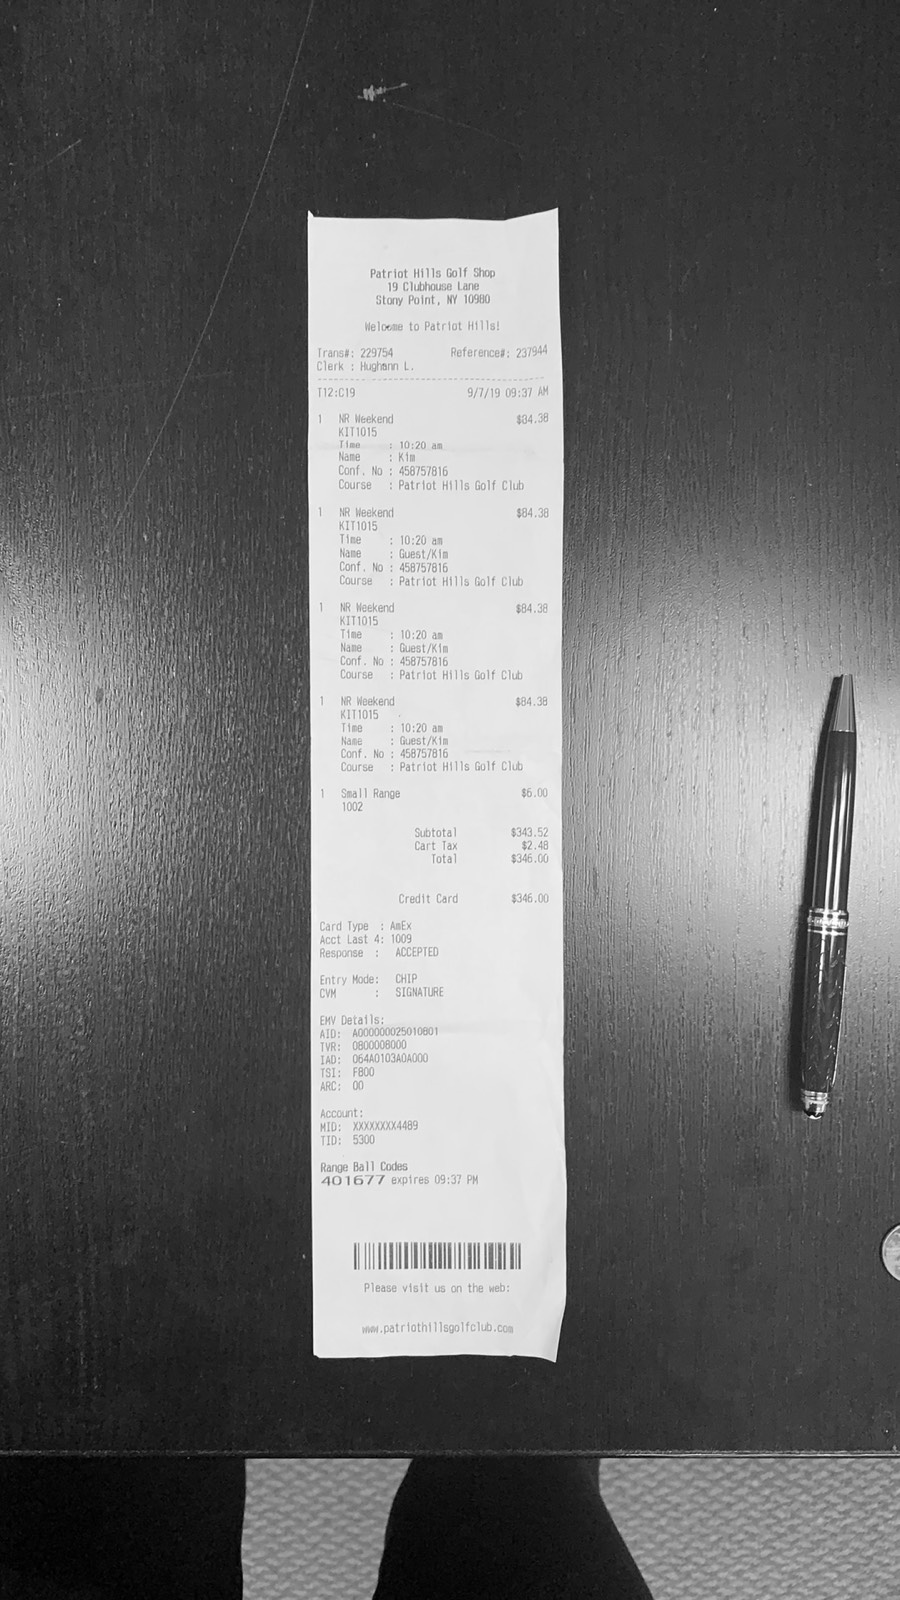 Patriot Hills Golf Shop
19 Clubhouse Lane
Stony Point, NY 10980
Welcome to Patriot Hills!
Trans#: 229754 Reference#: 237944
Clerk : Hughann L.
T12:C19 9/7/19 09:37 AM
1 NR Weekend $84.38
KIT1015
Time : 10:20 am
Name : Kim
Conf. No : 458757816
Course : Patriot Hills Golf Club
1 NR Weekend $84.38
KIT1015
Time : 10:20 am
Name : Guest/Kim
Conf. No : 458757816
Course : Patriot Hills Golf Club
1 NR Weekend $84.38
KIT1015
Time : 10:20 am
Name : Guest/Kim
Conf. No : 458757816
Course : Patriot Hills Golf Club
1 NR Weekend $84.38
KIT1015
Time : 10:20 am
Name : Guest/Kim
Conf. No : 458757816
Course : Patriot Hills Golf Club
1 Small Range $6.00
1002
Subtotal $343.52
Cart Tax $2.48
Total $346.00
Credit Card $346.00
Card Type : AmEx
Acct Last 4: 1009
Response : ACCEPTED
Entry Mode: CHIP
CVM : SIGNATURE
EMV Details:
AID: A000000025010801
TVR: 0800008000
IAD: 064A0103A0A000
TSI: F800
ARC: 00
Account:
MID: XXXXXXXX4489
TID: 5300
Range Ball Codes
401677 expires 09:37 PM
Please visit us on the web:
www.patriothillsgolfclub.com